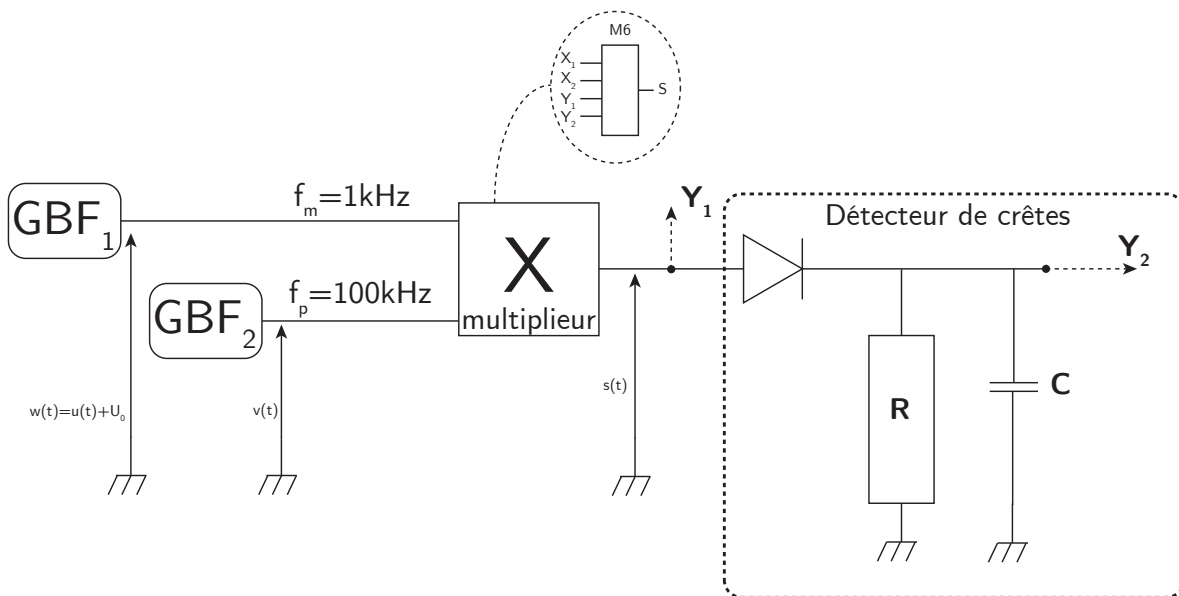 M6
X₁
X₂
Y₁
Y₂
S
GBF₁
fₘ=1kHz
Y₁
Détecteur de crêtes
Y₂
GBF₂
fₚ=100kHz
X
multiplieur
w(t)=u(t)+U₀
v(t)
s(t)
R
C